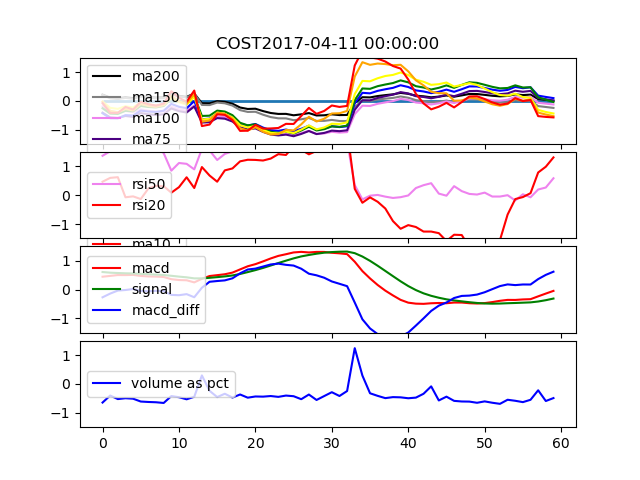 COST2017-04-11 00:00:00
1
0
−1
ma200
ma150
ma100
ma75
1
0
−1
rsi50
rsi20
ma10
1
0
−1
macd
signal
macd_diff
1
0
−1
volume as pct
0 10 20 30 40 50 60